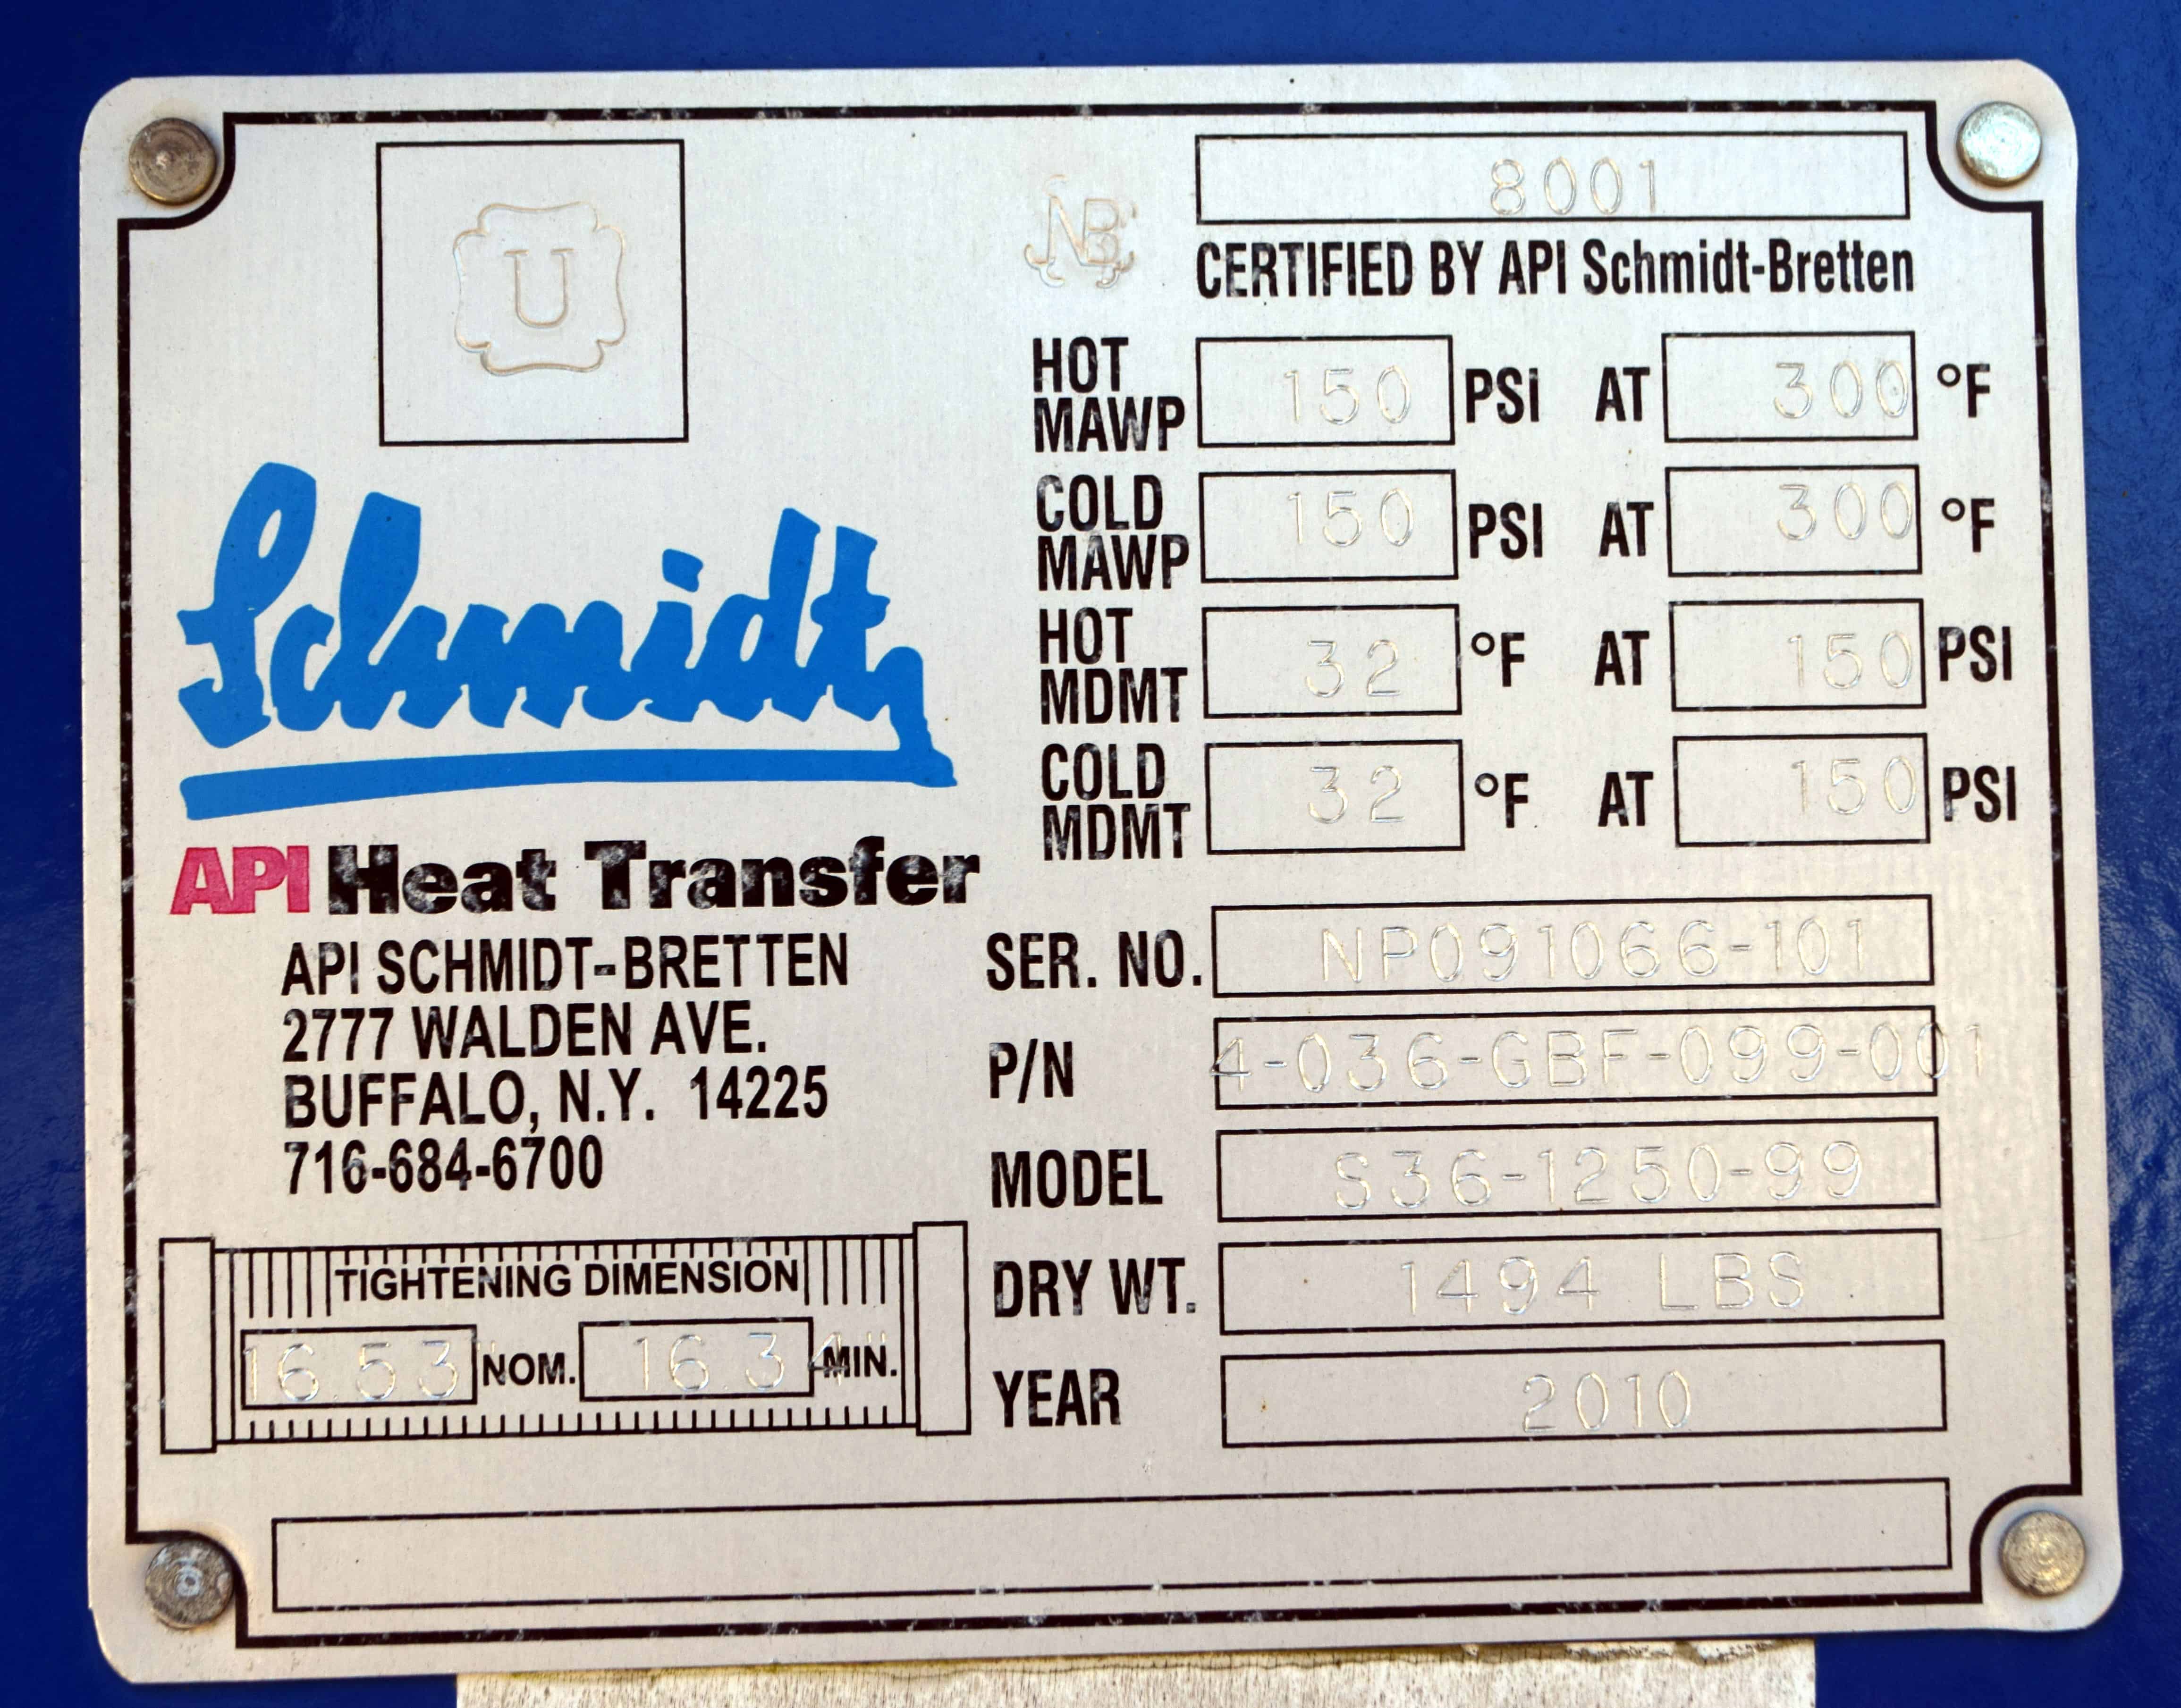 U
NB
8001
CERTIFIED BY API Schmidt-Bretten
HOT MAWP 150 PSI AT 300 °F
COLD MAWP 150 PSI AT 300 °F
HOT MDMT 32 °F AT 150 PSI
COLD MDMT 32 °F AT 150 PSI
Schmidt
API Heat Transfer
API SCHMIDT-BRETTEN
2777 WALDEN AVE.
BUFFALO, N.Y. 14225
716-684-6700
TIGHTENING DIMENSION
16.53" NOM. 16.34" MIN.
SER. NO. NP091066-101
P/N 4-036-GBF-099-001
MODEL S36-1250-99
DRY WT. 1494 LBS
YEAR 2010